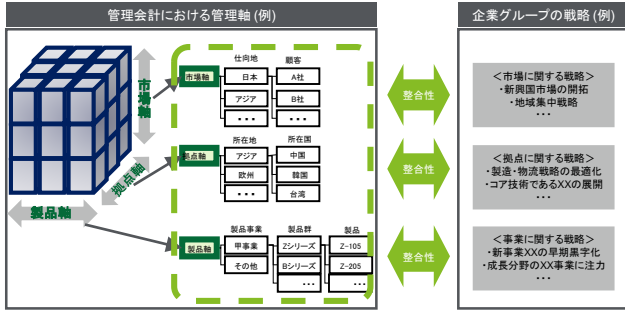 管理会計における管理軸 (例)
企業グループの戦略 (例)
市場軸
拠点軸
製品軸
市場軸
仕向地
顧客
日本
A社
アジア
B社
・・・
・・・
拠点軸
所在地
所在国
アジア
中国
欧州
韓国
・・・
台湾
製品軸
製品事業
製品群
製品
甲事業
Zシリーズ
Z-105
その他
Bシリーズ
Z-205
・・・
・・・
整合性
整合性
整合性
＜市場に関する戦略＞
・新興国市場の開拓
・地域集中戦略
・・・
＜拠点に関する戦略＞
・製造・物流戦略の最適化
・コア技術であるXXの展開
・・・
＜事業に関する戦略＞
・新事業XXの早期黒字化
・成長分野のXX事業に注力
・・・